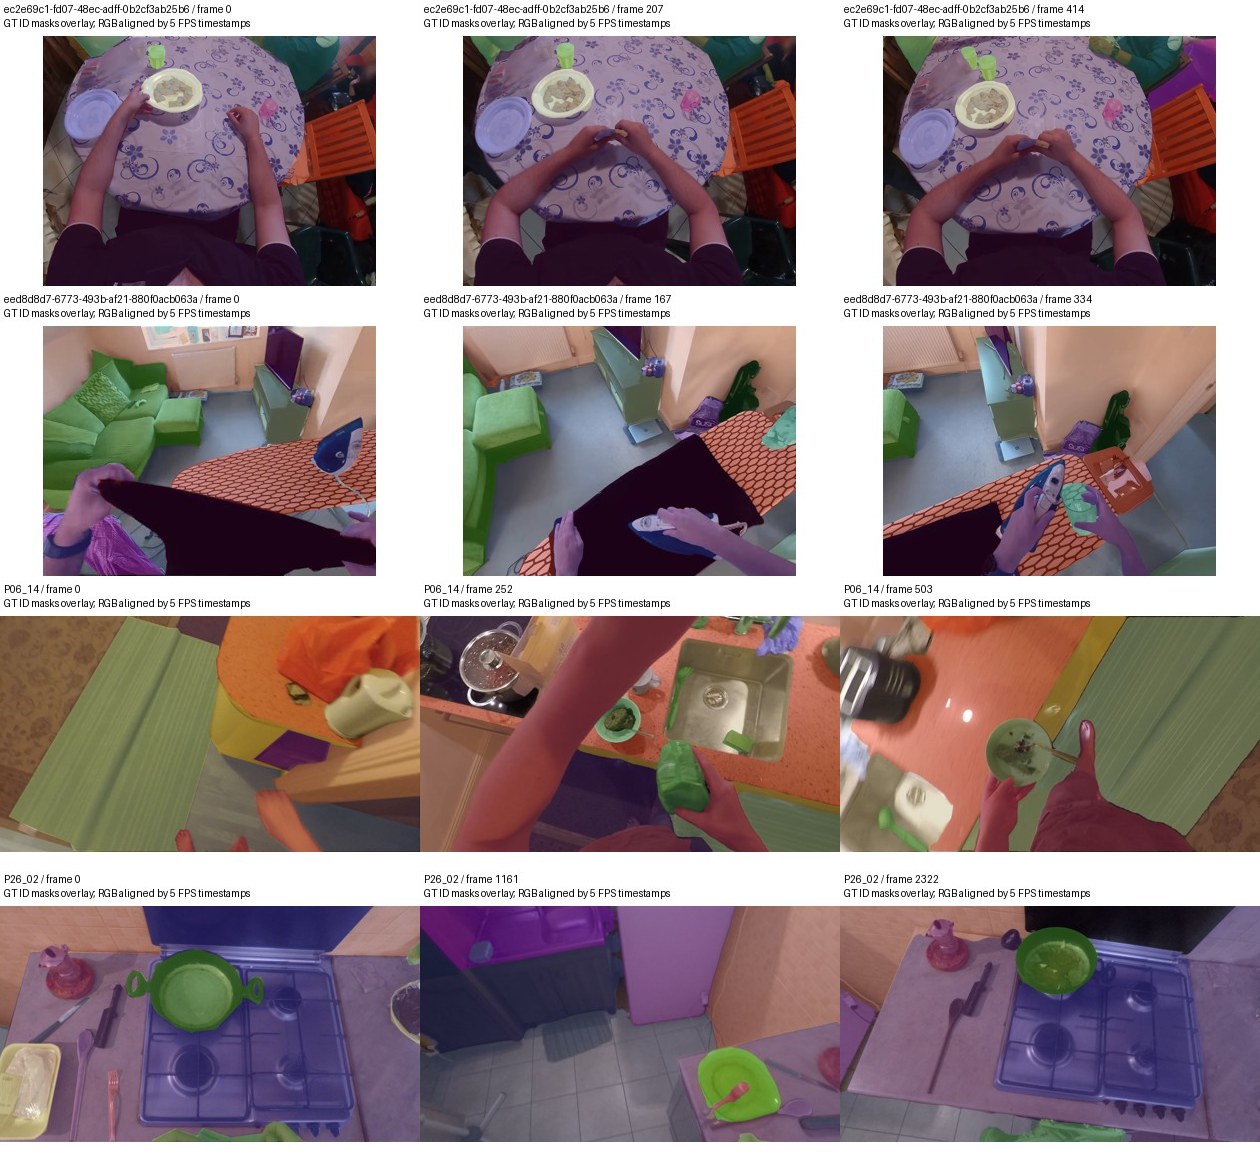 ec2e69c1-fd07-48ec-adff-0b2cf3ab25b6 / frame 0
GT ID masks overlay; RGB aligned by 5 FPS timestamps
ec2e69c1-fd07-48ec-adff-0b2cf3ab25b6 / frame 207
GT ID masks overlay; RGB aligned by 5 FPS timestamps
ec2e69c1-fd07-48ec-adff-0b2cf3ab25b6 / frame 414
GT ID masks overlay; RGB aligned by 5 FPS timestamps
eed8d8d7-6773-493b-af21-880f0acb063a / frame 0
GT ID masks overlay; RGB aligned by 5 FPS timestamps
eed8d8d7-6773-493b-af21-880f0acb063a / frame 167
GT ID masks overlay; RGB aligned by 5 FPS timestamps
eed8d8d7-6773-493b-af21-880f0acb063a / frame 334
GT ID masks overlay; RGB aligned by 5 FPS timestamps
P06_14 / frame 0
GT ID masks overlay; RGB aligned by 5 FPS timestamps
P06_14 / frame 252
GT ID masks overlay; RGB aligned by 5 FPS timestamps
P06_14 / frame 503
GT ID masks overlay; RGB aligned by 5 FPS timestamps
P26_02 / frame 0
GT ID masks overlay; RGB aligned by 5 FPS timestamps
P26_02 / frame 1161
GT ID masks overlay; RGB aligned by 5 FPS timestamps
P26_02 / frame 2322
GT ID masks overlay; RGB aligned by 5 FPS timestamps